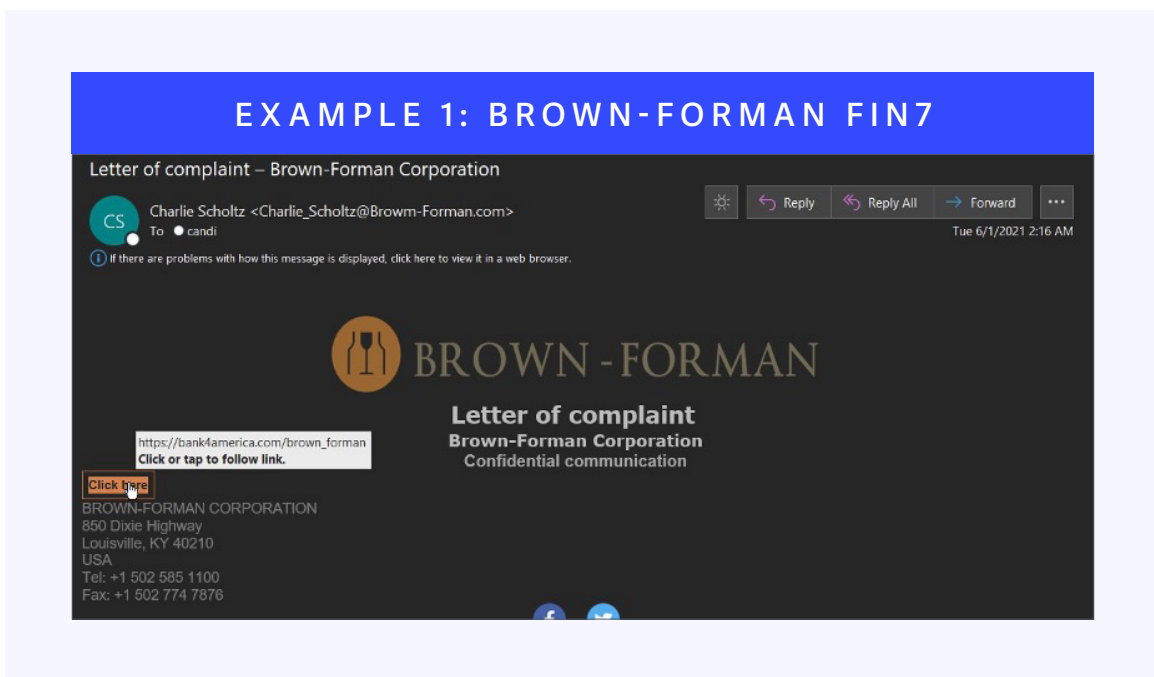 EXAMPLE 1: BROWN-FORMAN FIN7
Letter of complaint – Brown-Forman Corporation
CS
Charlie Scholtz <Charlie_Scholtz@Browm-Forman.com>
To candi
Reply
Reply All
Forward
Tue 6/1/2021 2:16 AM
If there are problems with how this message is displayed, click here to view it in a web browser.
BROWN-FORMAN
Letter of complaint
Brown-Forman Corporation
Confidential communication
https://bank4america.com/brown_forman
Click or tap to follow link.
Click here
BROWN-FORMAN CORPORATION
850 Dixie Highway
Louisville, KY 40210
USA
Tel: +1 502 585 1100
Fax: +1 502 774 7876